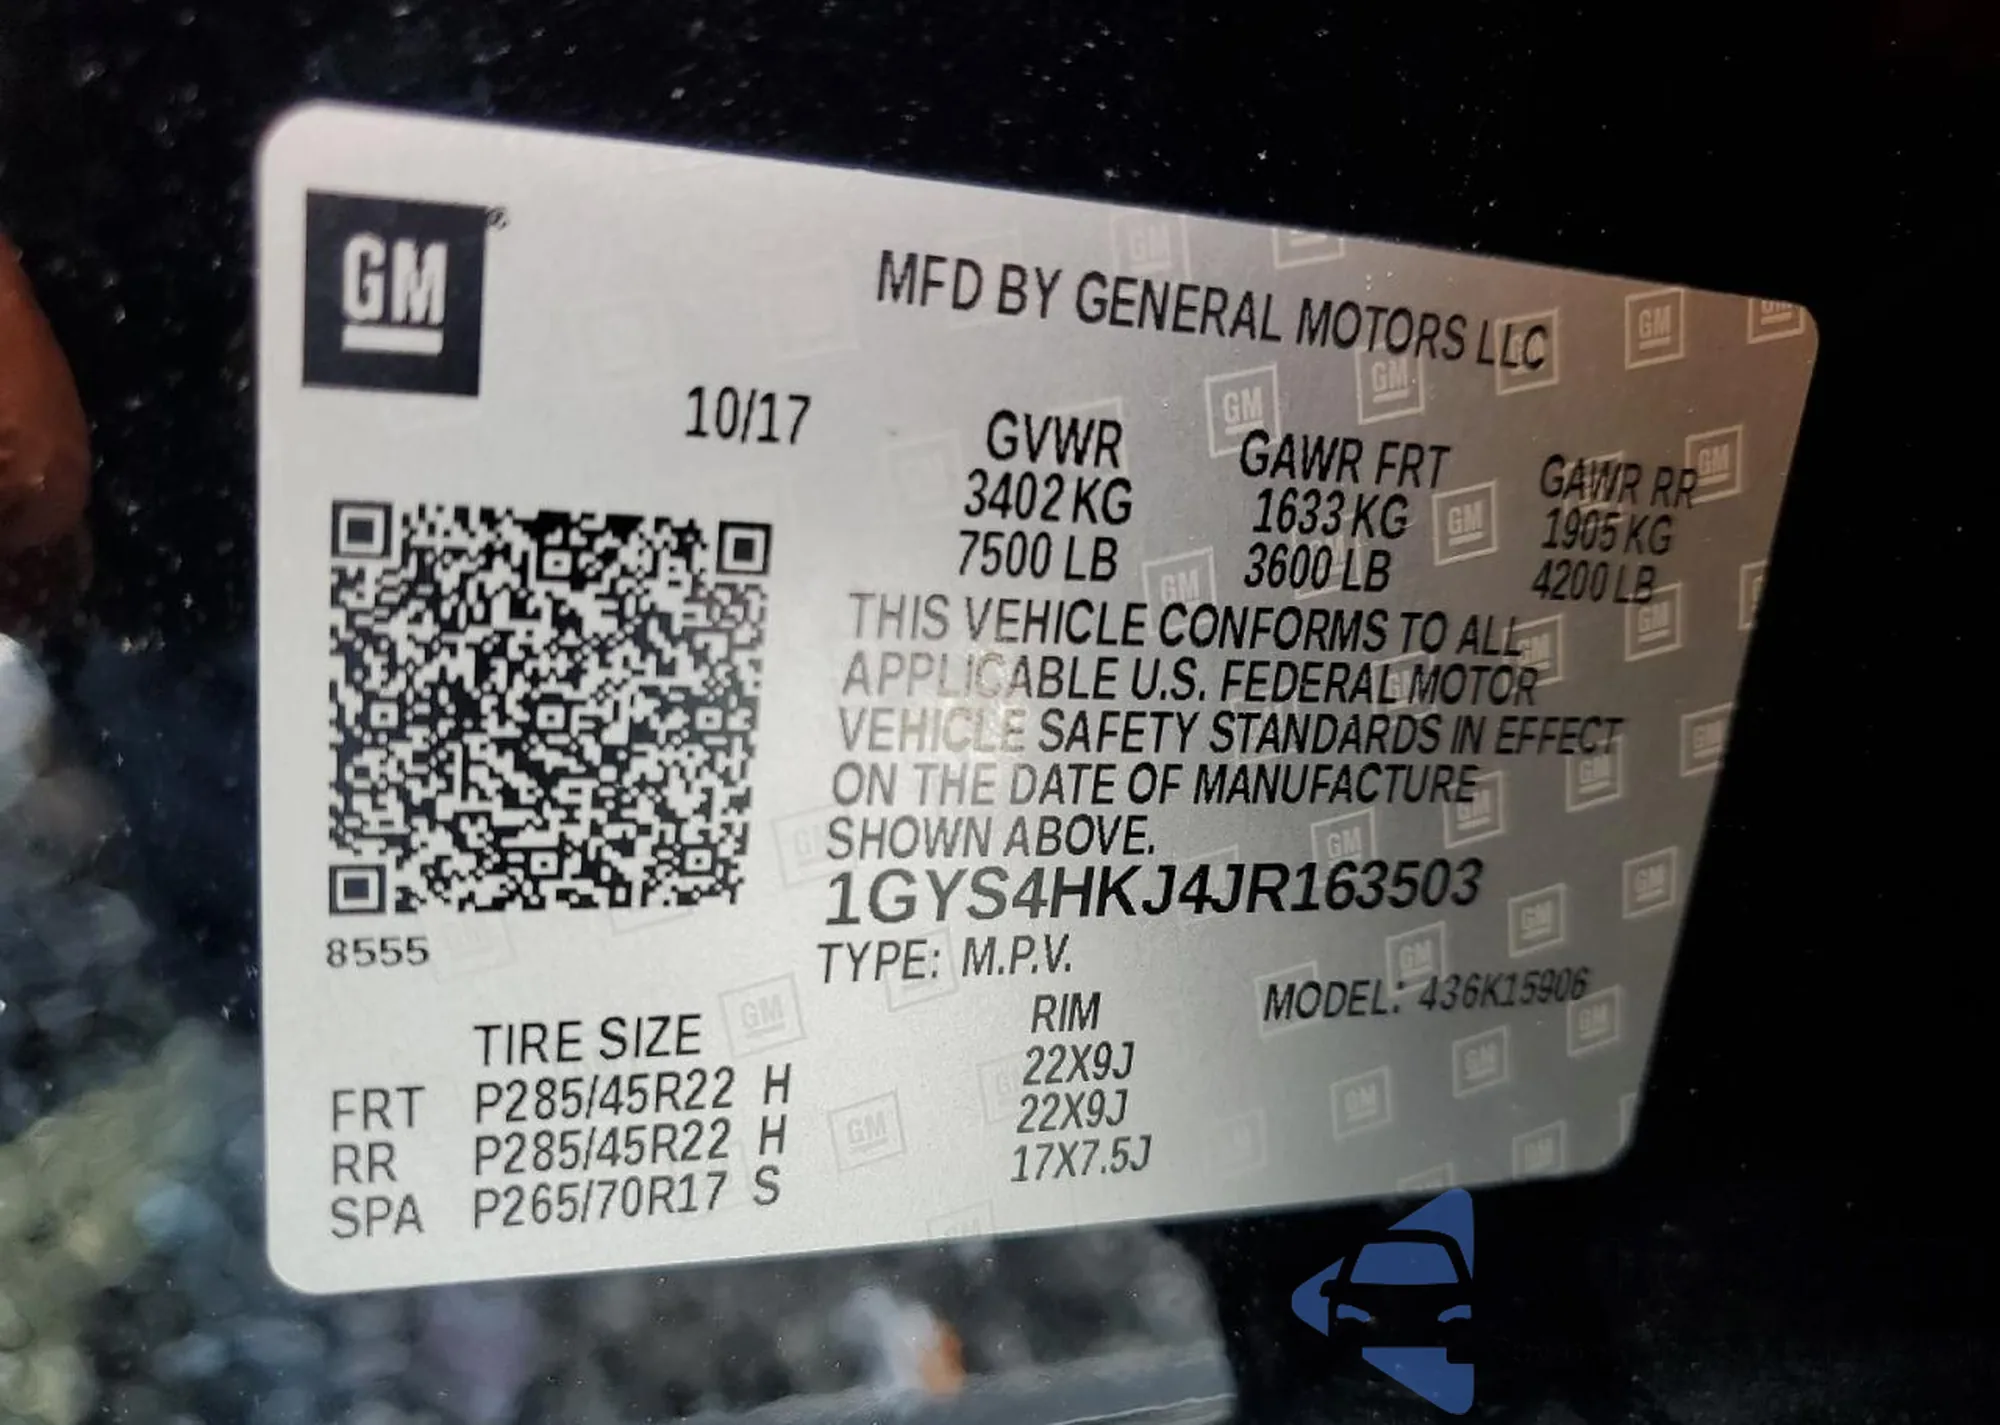 GM
MFD BY GENERAL MOTORS LLC
10/17
GVWR GAWR FRT GAWR RR
3402 KG 1633 KG 1905 KG
7500 LB 3600 LB 4200 LB
THIS VEHICLE CONFORMS TO ALL
APPLICABLE U.S. FEDERAL MOTOR
VEHICLE SAFETY STANDARDS IN EFFECT
ON THE DATE OF MANUFACTURE
SHOWN ABOVE.
1GYS4HKJ4JR163503
8555
TYPE: M.P.V. MODEL: 436K15906
TIRE SIZE RIM
FRT P285/45R22 H 22X9J
RR P285/45R22 H 22X9J
SPA P265/70R17 S 17X7.5J